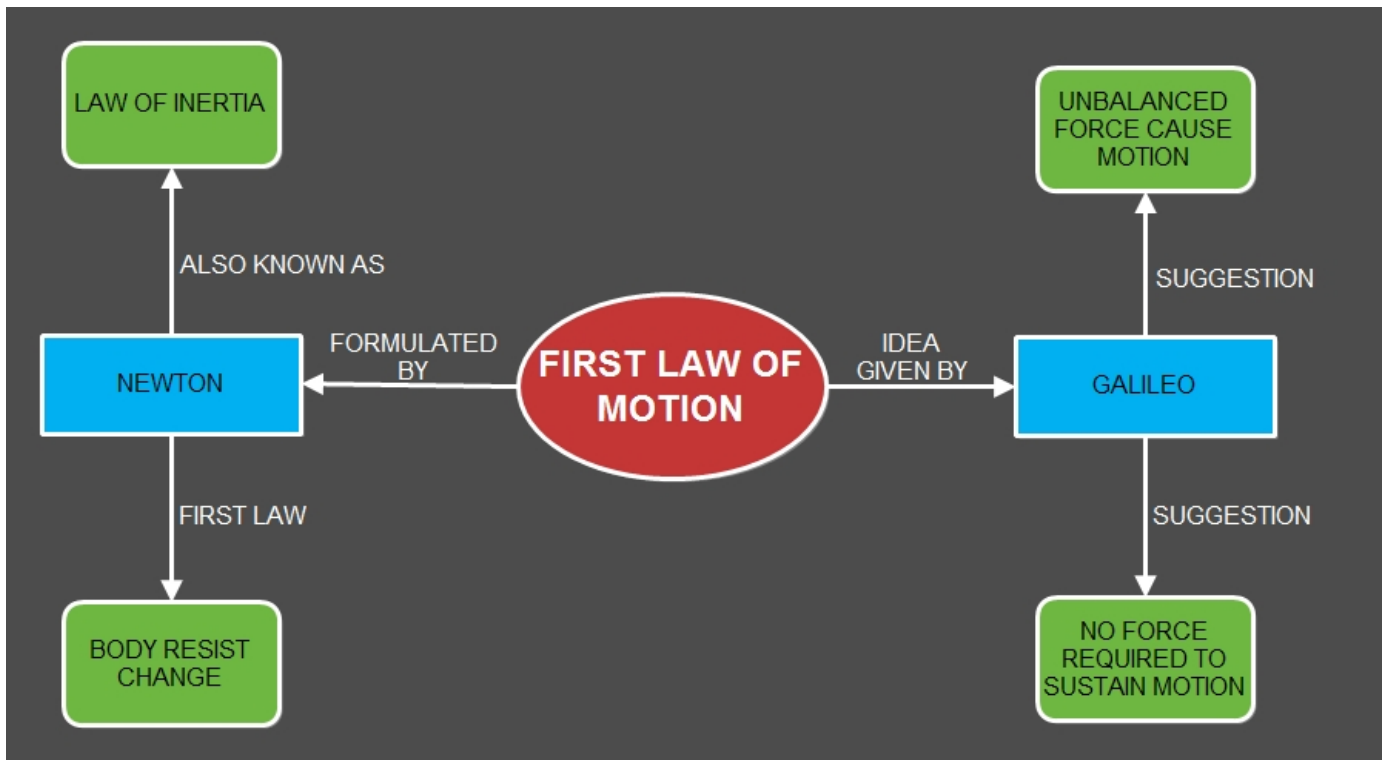 LAW OF INERTIA
ALSO KNOWN AS
NEWTON
FIRST LAW
BODY RESIST
CHANGE
FORMULATED
BY
FIRST LAW OF
MOTION
IDEA
GIVEN BY
UNBALANCED
FORCE CAUSE
MOTION
SUGGESTION
GALILEO
SUGGESTION
NO FORCE
REQUIRED TO
SUSTAIN MOTION